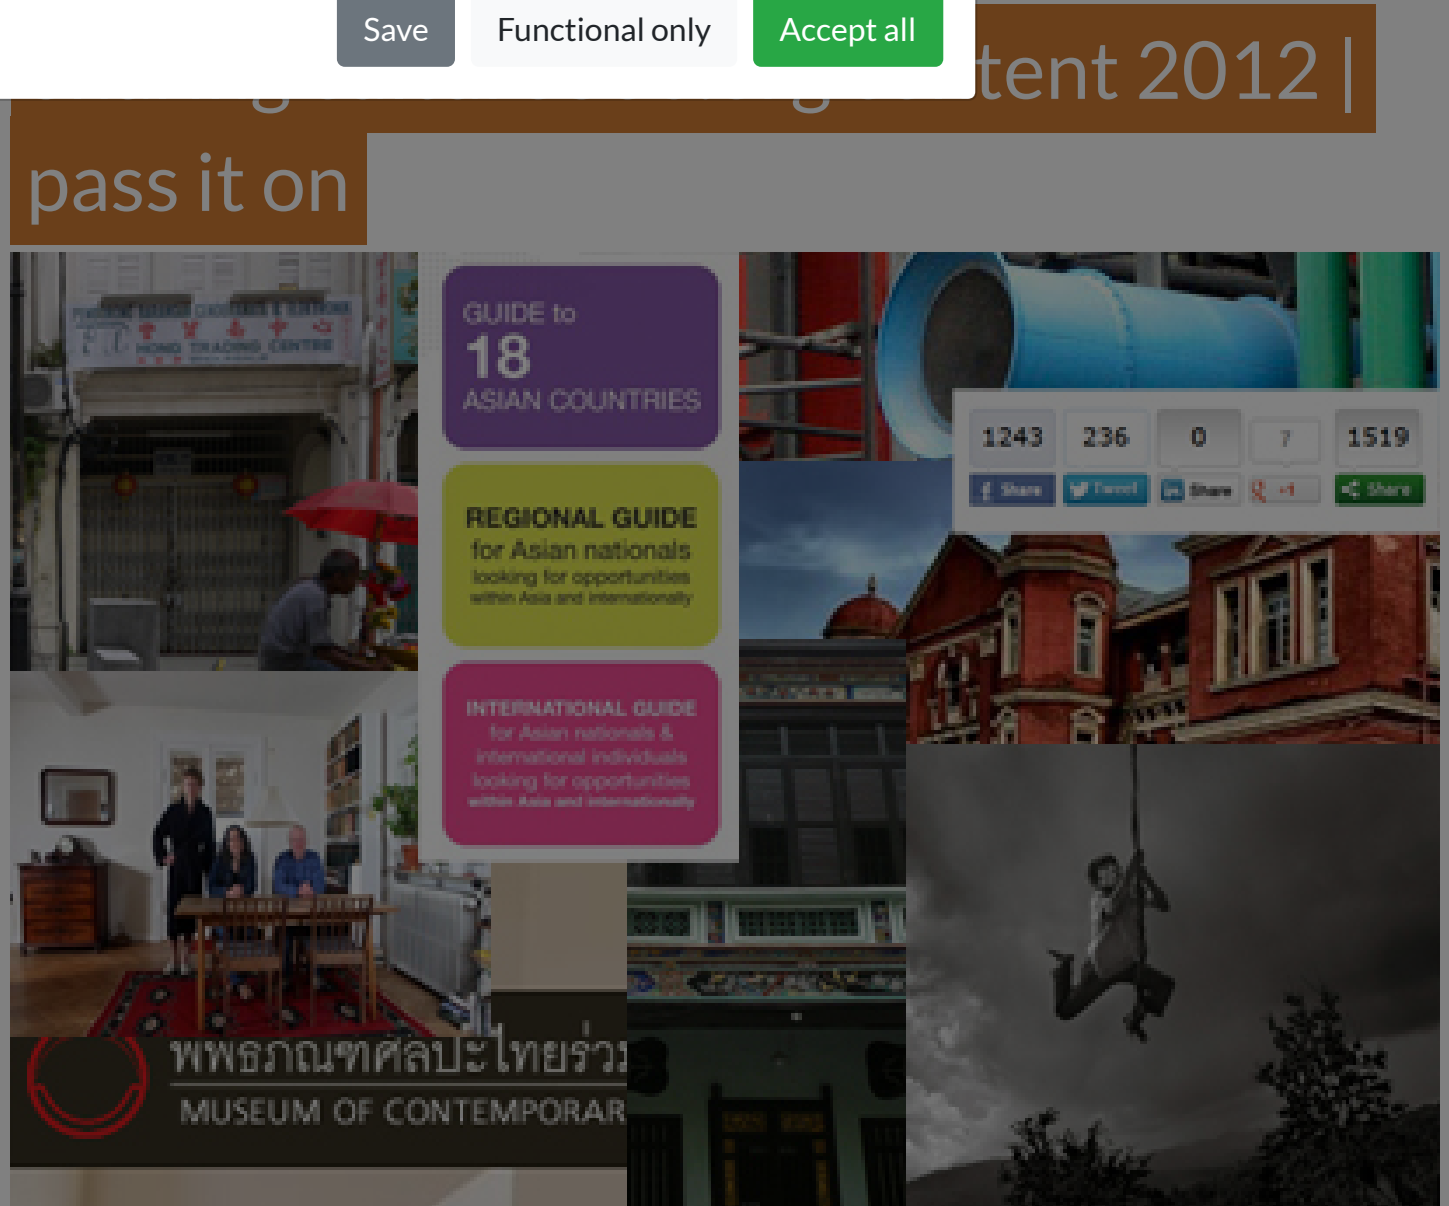 Save
Functional only
Accept all
tent 2012 |
pass it on
HONG TRADING CENTRE
GUIDE to
18
ASIAN COUNTRIES
REGIONAL GUIDE
for Asian nationals
looking for opportunities
within Asia and internationally
INTERNATIONAL GUIDE
for Asian nationals &
international individuals
looking for opportunities
within Asia and internationally
1243
236
0
7
1519
Share
Tweet
Share
+1
Share
MUSEUM OF CONTEMPORAR